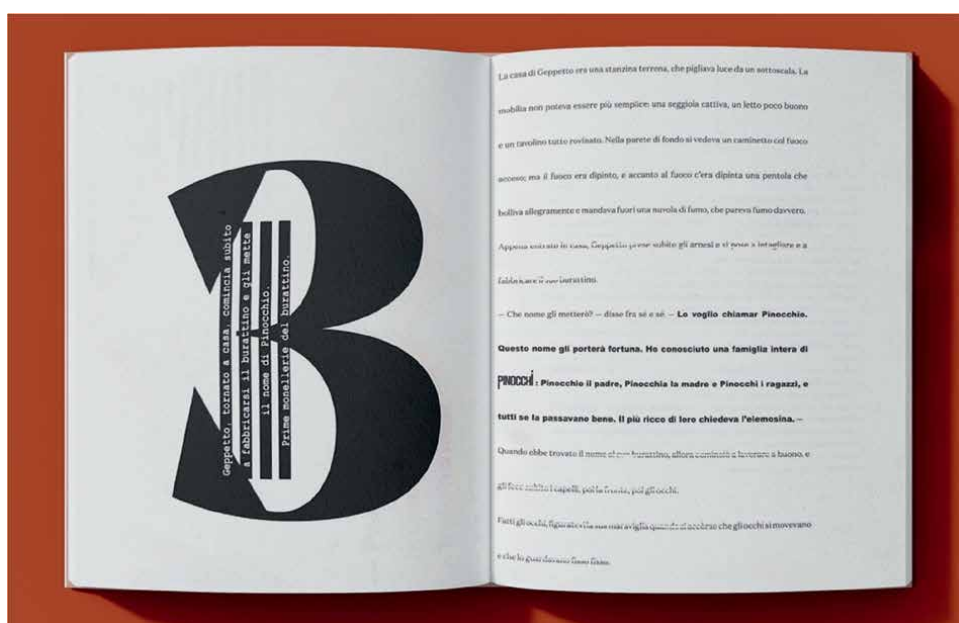 3
Geppetto, tornato a casa, comincia subito
a fabbricarsi il burattino e gli mette
il nome di Pinocchio.
Prime monellerie del burattino.
La casa di Geppetto era una stanzina terrena, che pigliava luce da un sottoscala. La
mobilia non poteva essere più semplice: una seggiola cattiva, un letto poco buono
e un tavolino tutto rovinato. Nella parete di fondo si vedeva un caminetto col fuoco
acceso; ma il fuoco era dipinto, e accanto al fuoco c'era dipinta una pentola che
bolliva allegramente e mandava fuori una nuvola di fumo, che pareva fumo davvero.
Appena entrato in casa, Geppetto prese subito gli arnesi e si pose a intagliare e a
fabbricare il suo burattino.
— Che nome gli metterò? — disse fra sé e sé. — Lo voglio chiamar Pinocchio.
Questo nome gli porterà fortuna. Ho conosciuto una famiglia intera di
PINOCCHI : Pinocchio il padre, Pinocchia la madre e Pinocchi i ragazzi, e
tutti se la passavano bene. Il più ricco di loro chiedeva l'elemosina. —
Quando ebbe trovato il nome al suo burattino, allora cominciò a lavorare a buono, e
gli fece subito i capelli, poi la fronte, poi gli occhi.
Fatti gli occhi, figuratevi la sua maraviglia quando si accòrse che gli occhi si movevano
e che lo guardavano fisso fisso.